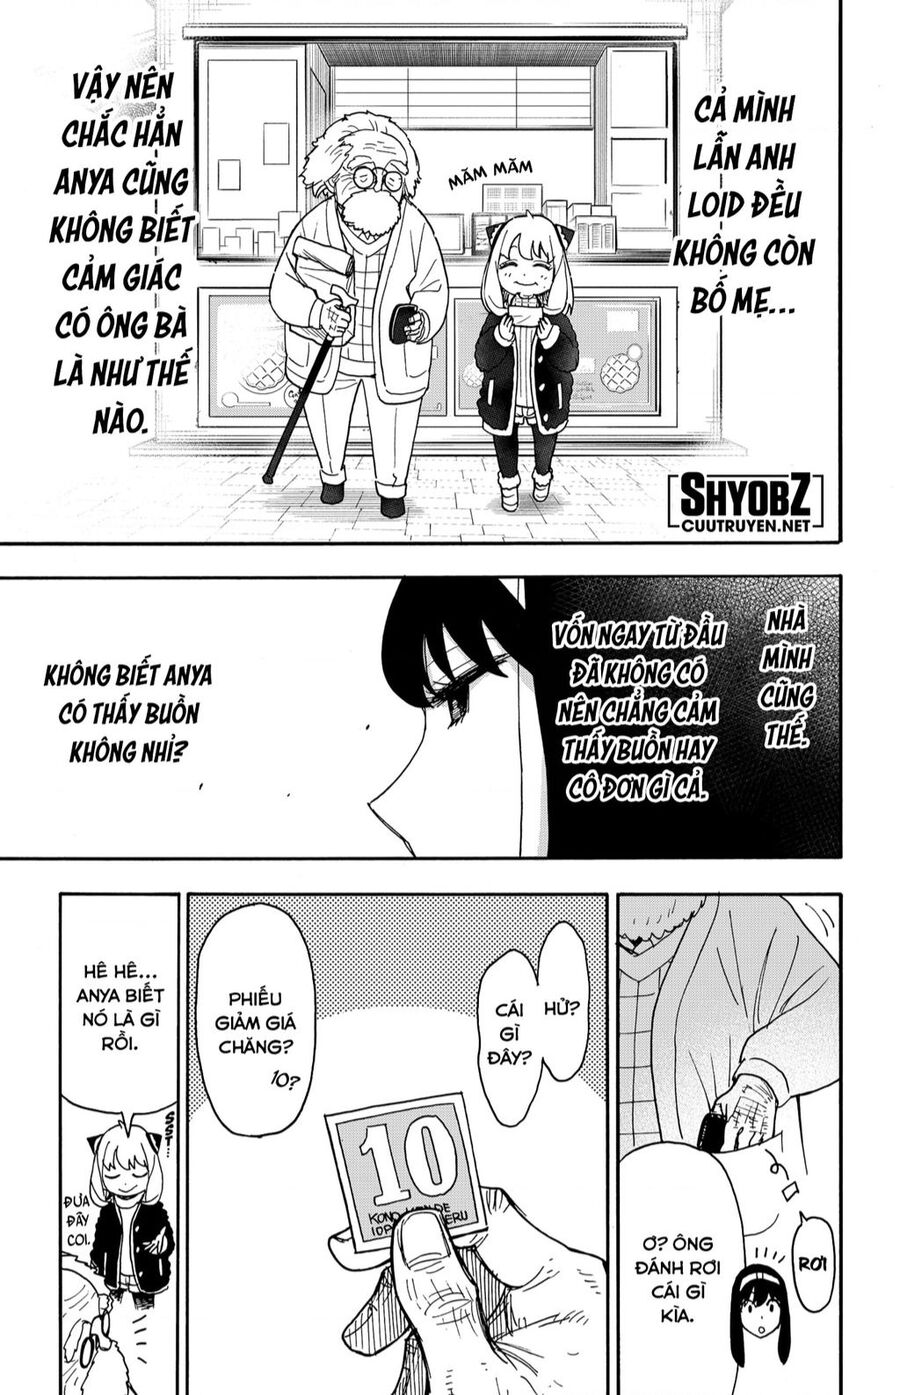 CẢ MÌNH
LẪN ANH
LOID ĐỀU
KHÔNG CÒN
BỐ MẸ...
MĂM MĂM
VẬY NÊN
CHẮC HẲN
ANYA CŨNG
KHÔNG BIẾT
CẢM GIÁC
CÓ ÔNG BÀ
LÀ NHƯ THẾ
NÀO.
SHYOBZ
CUUTRUYEN.NET
NHÀ
MÌNH
CŨNG
THẾ.
VỐN NGAY TỪ ĐẦU
ĐÃ KHÔNG CÓ
NÊN CHẲNG CẢM
THẤY BUỒN HAY
CÔ ĐƠN GÌ CẢ.
KHÔNG BIẾT ANYA
CÓ THẤY BUỒN
KHÔNG NHỈ?
RƠI
Ơ? ÔNG
ĐÁNH RƠI
CÁI GÌ
KÌA.
HỬ?
CÁI
GÌ
ĐÂY?
PHIẾU
GIẢM GIÁ
CHĂNG?
10?
10
HÊ HÊ...
ANYA BIẾT
NÓ LÀ GÌ
RỒI.
ĐƯA
ĐÂY
COI.